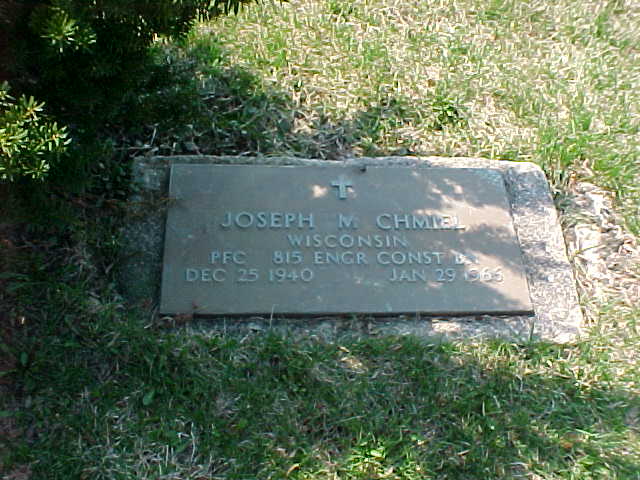 JOSEPH M CHMIEL
WISCONSIN
PFC 815 ENGR CONST
DEC 25 1940 JAN 29